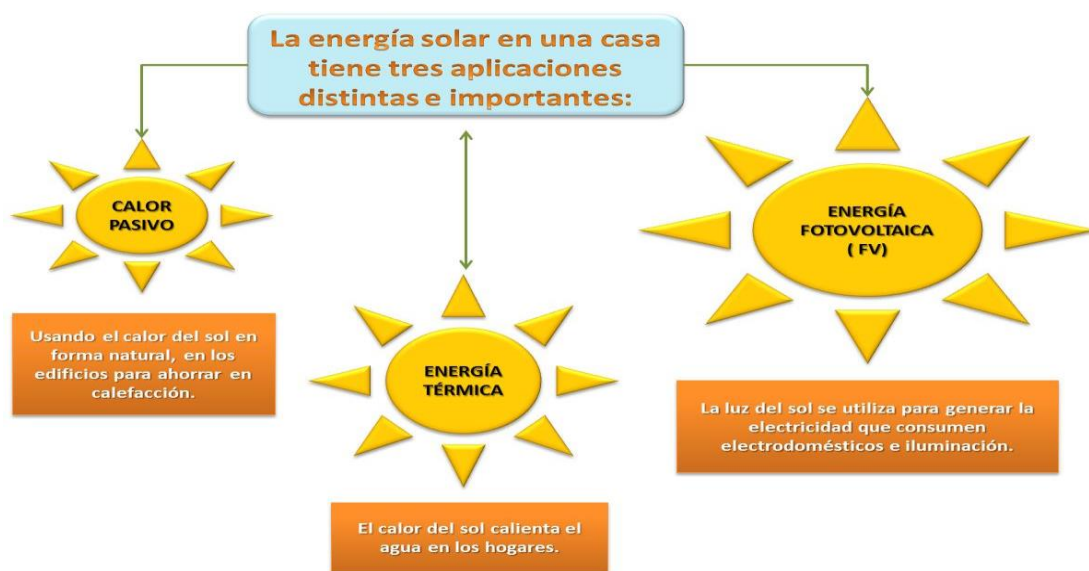 La energía solar en una casa
tiene tres aplicaciones
distintas e importantes:
CALOR
PASIVO
Usando el calor del sol en
forma natural, en los
edificios para ahorrar en
calefacción.
ENERGÍA
TÉRMICA
El calor del sol calienta el
agua en los hogares.
ENERGÍA
FOTOVOLTAICA
( FV)
La luz del sol se utiliza para generar la
electricidad que consumen
electrodomésticos e iluminación.